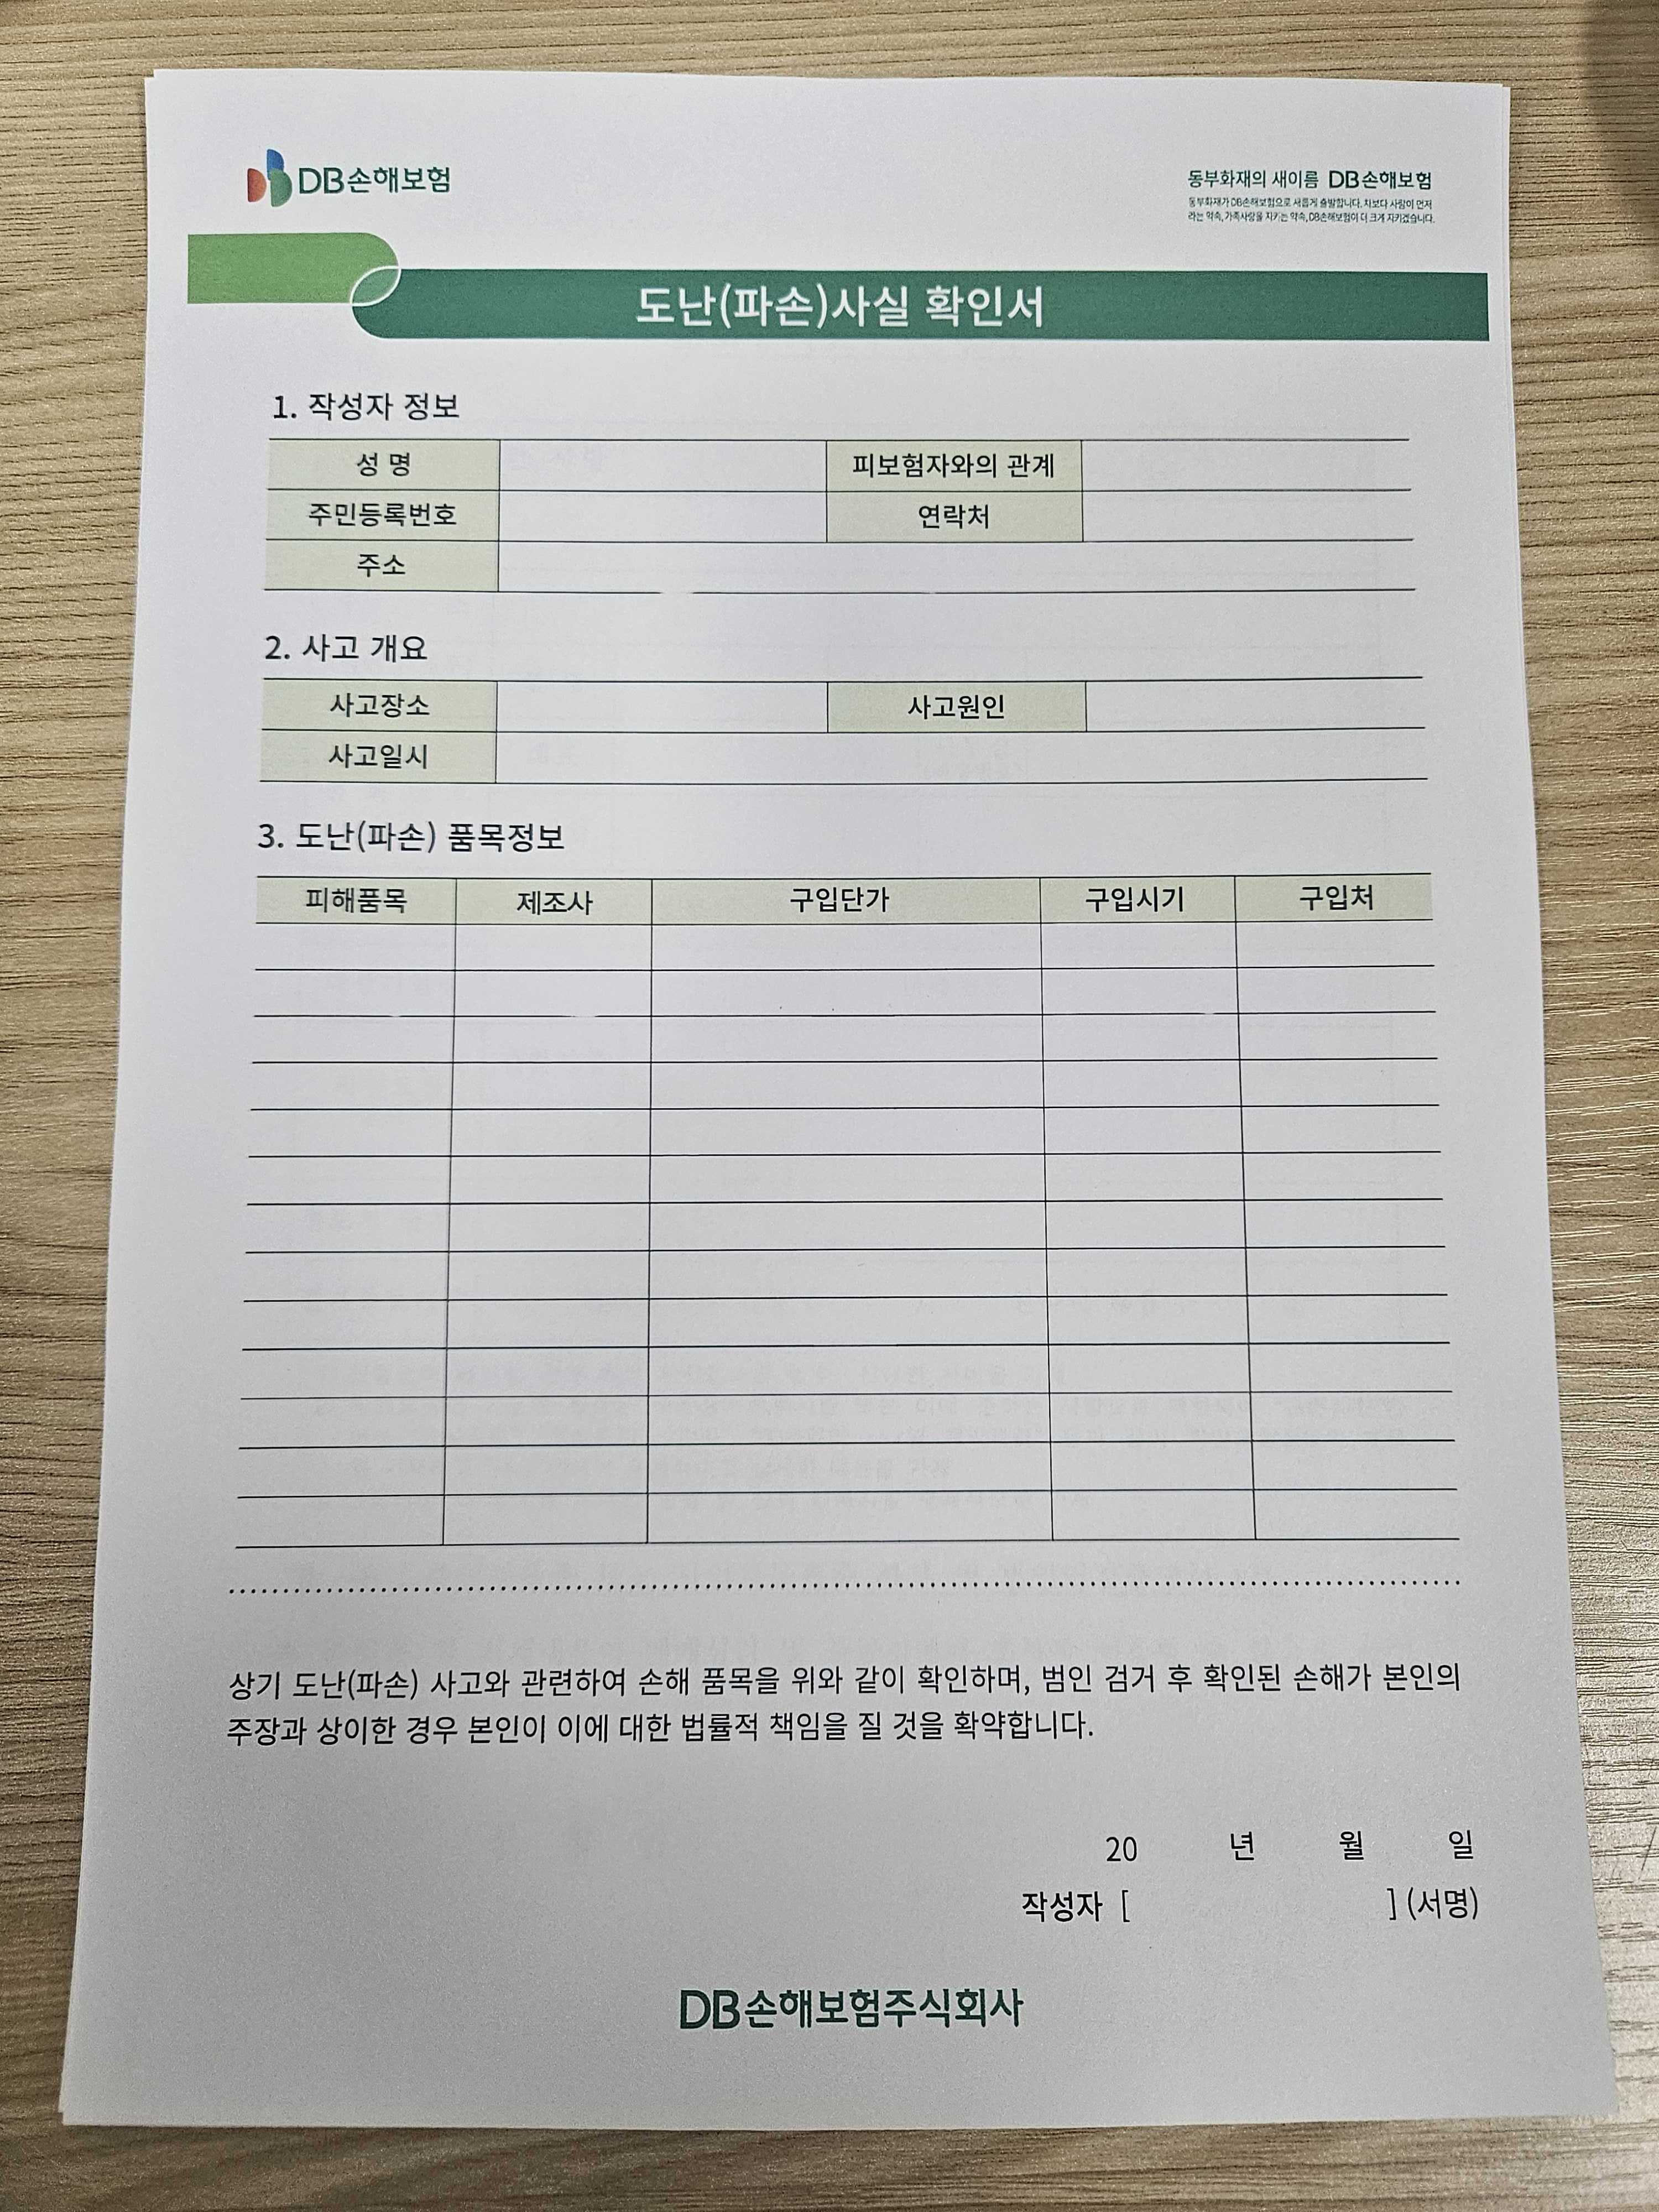 DB손해보험
동부화재의 새이름 DB손해보험
동부화재가 DB손해보험으로 새롭게 출발합니다. 차보다 사람이 먼저
라는 약속, 가족사랑을 지키는 약속, DB손해보험이 더 크게 지키겠습니다.
도난(파손)사실 확인서
1. 작성자 정보
성 명 피보험자와의 관계
주민등록번호 연락처
주소
2. 사고 개요
사고장소 사고원인
사고일시
3. 도난(파손) 품목정보
피해품목 제조사 구입단가 구입시기 구입처
상기 도난(파손) 사고와 관련하여 손해 품목을 위와 같이 확인하며, 범인 검거 후 확인된 손해가 본인의
주장과 상이한 경우 본인이 이에 대한 법률적 책임을 질 것을 확약합니다.
20 년 월 일
작성자 [ ] (서명)
DB손해보험주식회사